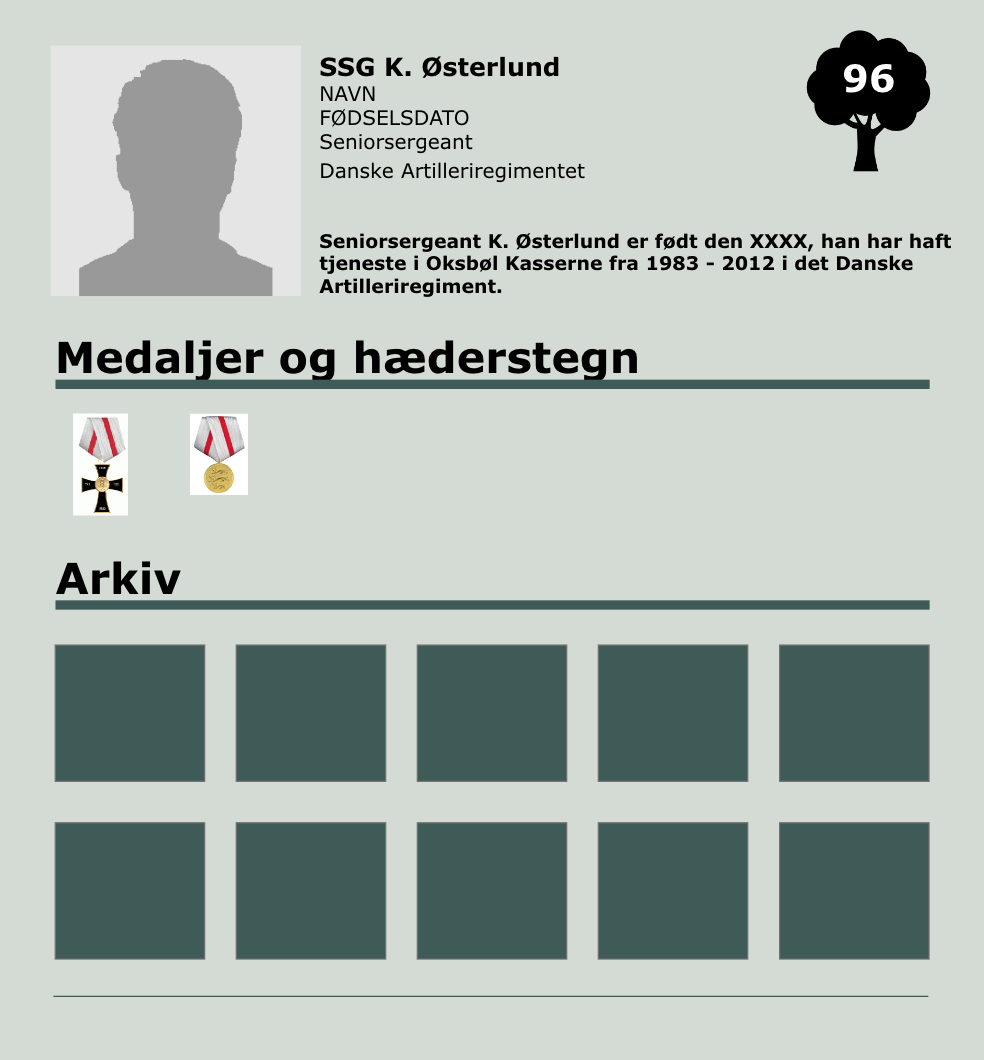 SSG K. Østerlund
NAVN
FØDSELSDATO
Seniorsergeant
Danske Artilleriregimentet
96
Seniorsergeant K. Østerlund er født den XXXX, han har haft
tjeneste i Oksbøl Kasserne fra 1983 - 2012 i det Danske
Artilleriregiment.
Medaljer og hæderstegn
Arkiv